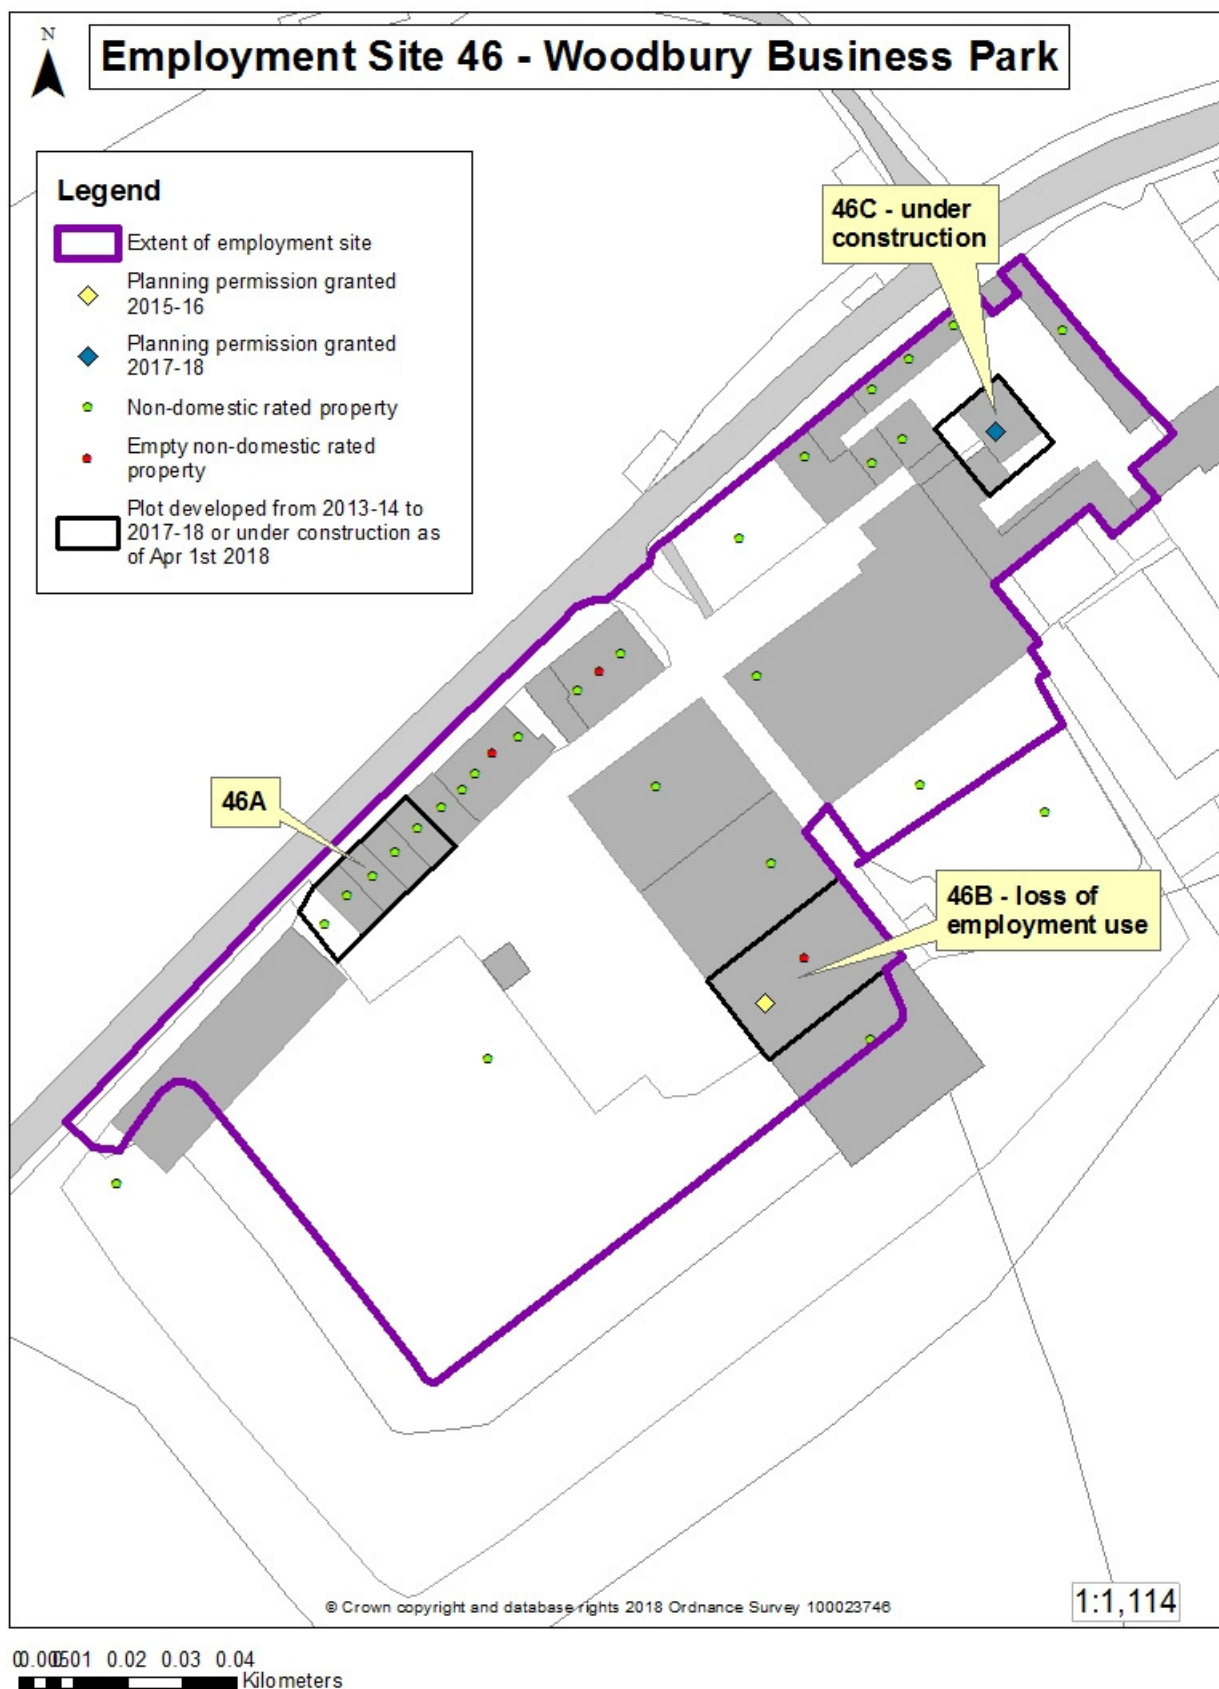 N
Employment Site 46 - Woodbury Business Park
Legend
Extent of employment site
Planning permission granted
2015-16
Planning permission granted
2017-18
Non-domestic rated property
Empty non-domestic rated
property
Plot developed from 2013-14 to
2017-18 or under construction as
of Apr 1st 2018
46C - under
construction
46A
46B - loss of
employment use
© Crown copyright and database rights 2018 Ordnance Survey 100023746
1:1,114
0.02 0.03 0.04
Kilometers